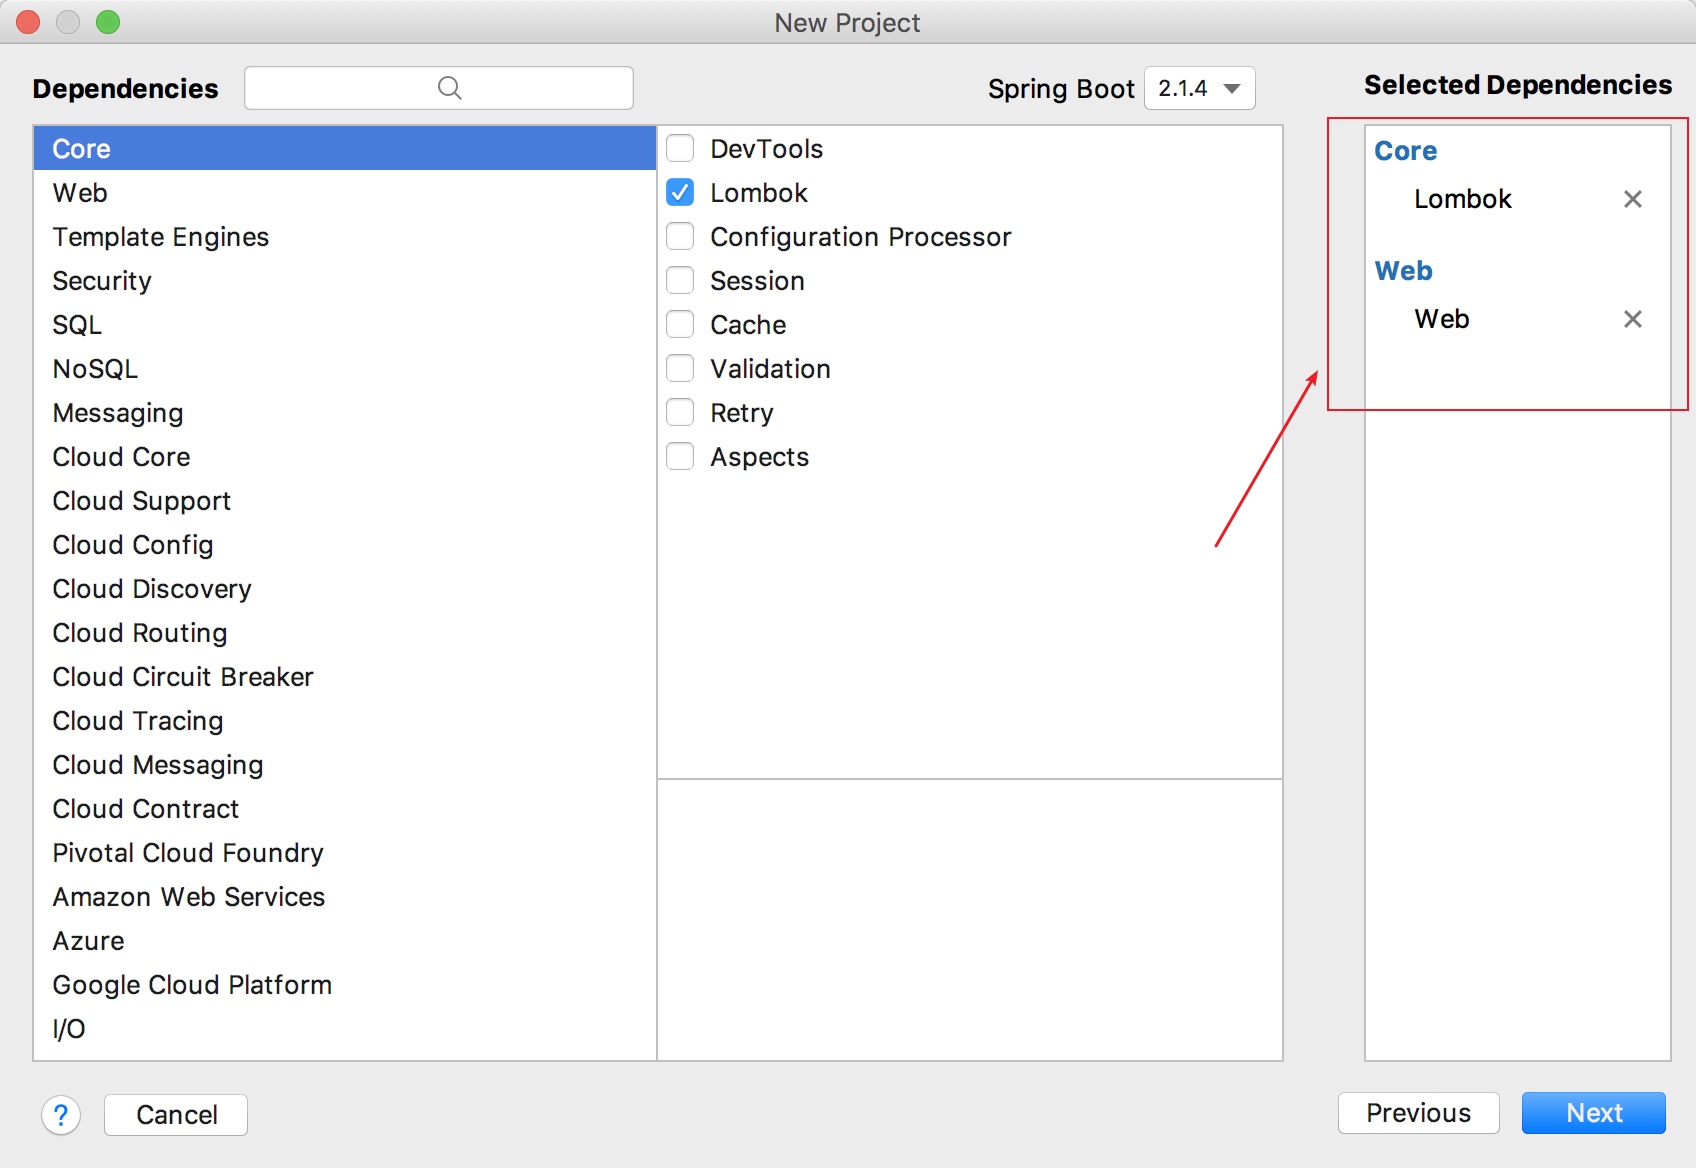 New Project
Dependencies
Spring Boot 2.1.4
Selected Dependencies
Core
Web
Template Engines
Security
SQL
NoSQL
Messaging
Cloud Core
Cloud Support
Cloud Config
Cloud Discovery
Cloud Routing
Cloud Circuit Breaker
Cloud Tracing
Cloud Messaging
Cloud Contract
Pivotal Cloud Foundry
Amazon Web Services
Azure
Google Cloud Platform
I/O
DevTools
Lombok
Configuration Processor
Session
Cache
Validation
Retry
Aspects
Core
Lombok
Web
Web
?
Cancel
Previous
Next